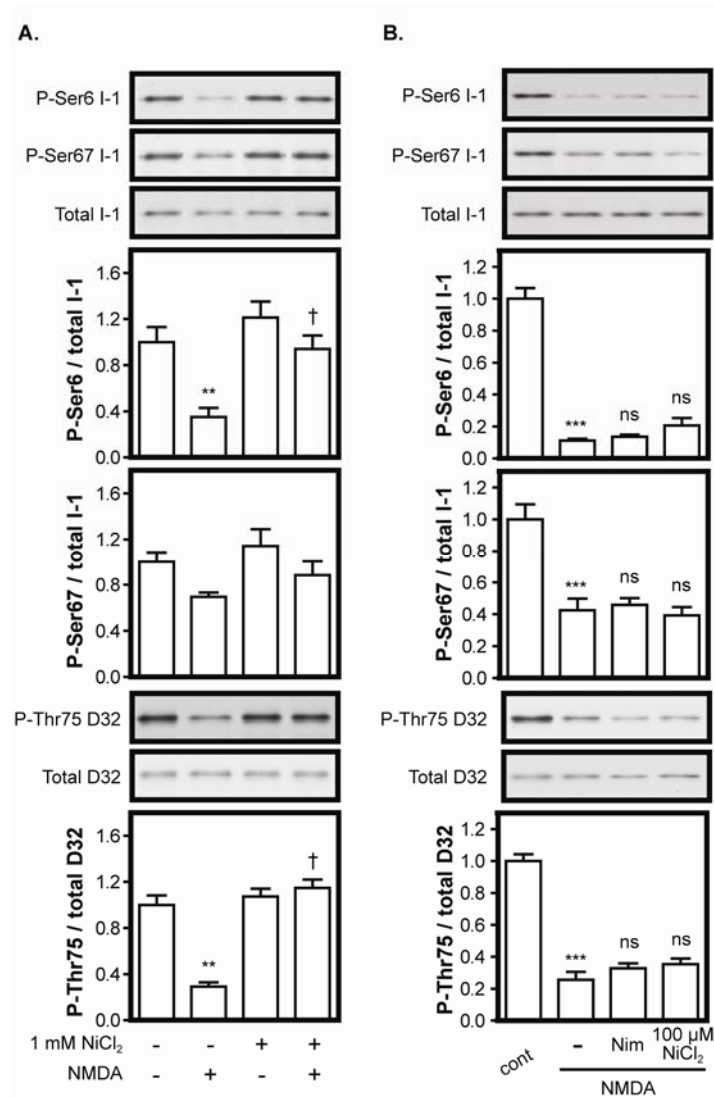 A.
P-Ser6 I-1
P-Ser67 I-1
Total I-1
P-Ser6 / total I-1
1.6
1.2
0.8
0.4
0.0
**
†
P-Ser67 / total I-1
1.6
1.2
0.8
0.4
0.0
P-Thr75 D32
Total D32
P-Thr75 / total D32
1.6
1.2
0.8
0.4
0.0
**
†
1 mM NiCl₂ - - + +
NMDA - + - +
B.
P-Ser6 I-1
P-Ser67 I-1
Total I-1
P-Ser6 / total I-1
1.2
1.0
0.8
0.6
0.4
0.2
0.0
*** ns ns
P-Ser67 / total I-1
1.2
1.0
0.8
0.6
0.4
0.2
0.0
*** ns ns
P-Thr75 D32
Total D32
P-Thr75 / total D32
1.2
1.0
0.8
0.6
0.4
0.2
0.0
*** ns ns
cont - Nim 100 µM
NiCl₂
NMDA